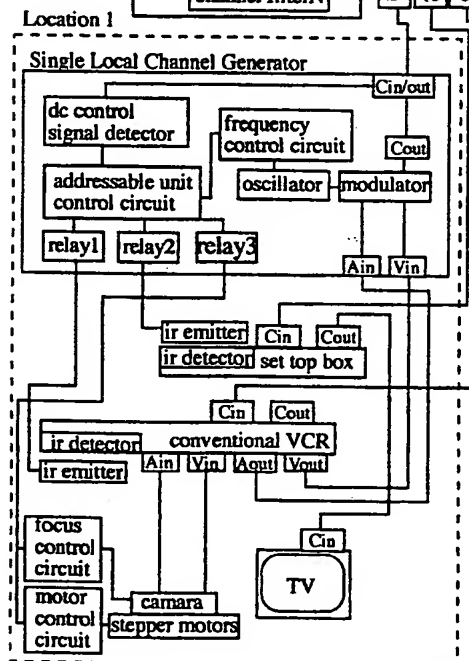 Location 1
Single Local Channel Generator
Cin/out
dc control
signal detector
frequency
control circuit
Cout
addressable unit
control circuit
oscillator
modulator
relay1
relay2
relay3
Ain
Vin
ir emitter
Cin
Cout
ir detector
set top box
Cin
Cout
ir detector
conventional VCR
ir emitter
Ain
Vin
Aout
Vout
focus
control
circuit
Cin
TV
motor
control
circuit
camara
stepper motors